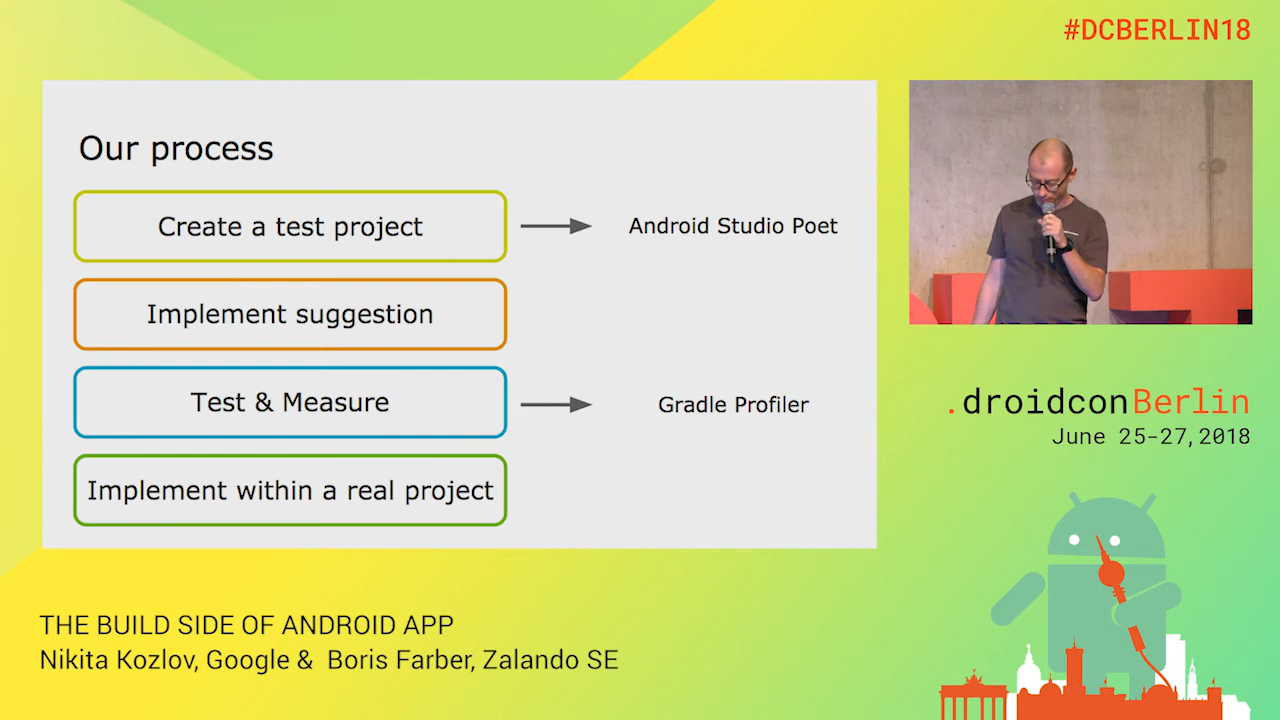 #DCBERLIN18
Our process
Create a test project
Android Studio Poet
Implement suggestion
Test & Measure
Gradle Profiler
Implement within a real project
.droidconBerlin
June 25-27,2018
THE BUILD SIDE OF ANDROID APP
Nikita Kozlov, Google & Boris Farber, Zalando SE